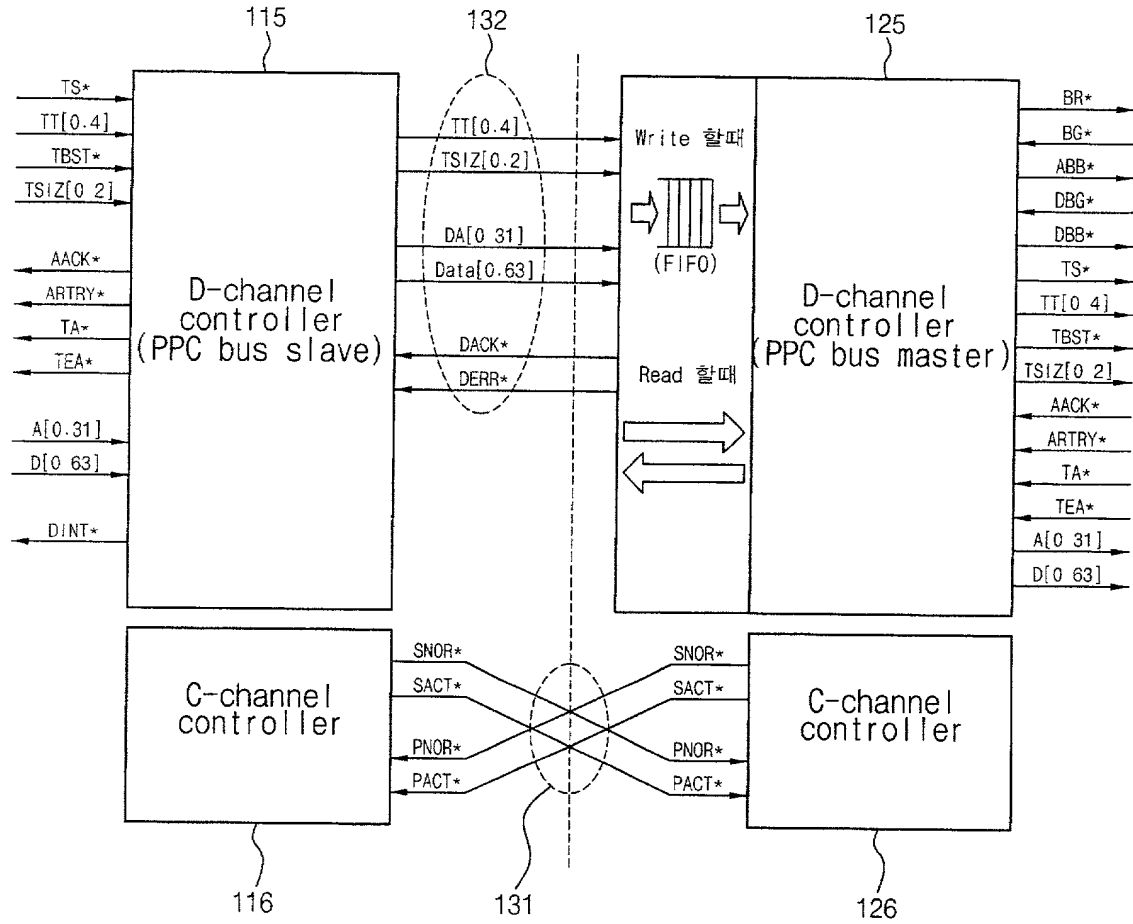 115
132
125
TS*
TT[0.4]
TBST*
TSIZ[0 2]
AACK*
ARTRY*
TA*
TEA*
A[0.31]
D[0 63]
DINT*
D-channel
controller
(PPC bus slave)
TT[0.4]
TSIZ[0.2]
DA[0 31]
Data[0.63]
DACK*
DERR*
Write 할때
(FIFO)
Read 할때
D-channel
controller
(PPC bus master)
BR*
BG*
ABB*
DBG*
DBB*
TS*
TT[0 4]
TBST*
TSIZ[0 2]
AACK*
ARTRY*
TA*
TEA*
A[0 31]
D[0 63]
C-channel
controller
SNOR*
SACT*
PNOR*
PACT*
SNOR*
SACT*
PNOR*
PACT*
C-channel
controller
116
131
126